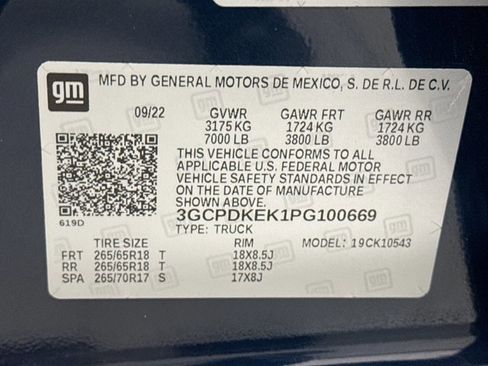 gm
MFD BY GENERAL MOTORS DE MEXICO, S. DE R.L. DE C.V.
09/22 GVWR GAWR FRT GAWR RR
3175 KG 1724 KG 1724 KG
7000 LB 3800 LB 3800 LB
THIS VEHICLE CONFORMS TO ALL
APPLICABLE U.S. FEDERAL MOTOR
VEHICLE SAFETY STANDARDS IN EFFECT
ON THE DATE OF MANUFACTURE
SHOWN ABOVE.
619D 3GCPDKEK1PG100669
TYPE: TRUCK
TIRE SIZE RIM MODEL: 19CK10543
FRT 265/65R18 T 18X8.5J
RR 265/65R18 T 18X8.5J
SPA 265/70R17 S 17X8J